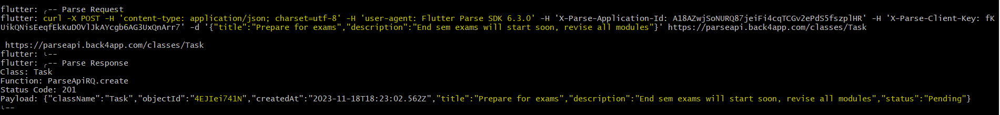 flutter: ╭-- Parse Request
flutter: curl -X POST -H 'content-type: application/json; charset=utf-8' -H 'user-agent: Flutter Parse SDK 6.3.0' -H 'X-Parse-Application-Id: A18AZwjSoNURQ87jeiFi4cqTCGv2ePdS5fszplHR' -H 'X-Parse-Client-Key: fK
UikQNisEeqfEkKuDOVlJkAYcgb6AG3UxQnArr7' -d '{"title":"Prepare for exams","description":"End sem exams will start soon, revise all modules"}' https://parseapi.back4app.com/classes/Task
https://parseapi.back4app.com/classes/Task
flutter: ╰--
flutter: ╭-- Parse Response
Class: Task
Function: ParseApiRQ.create
Status Code: 201
Payload: {"className":"Task","objectId":"4EJIei741N","createdAt":"2023-11-18T18:23:02.562Z","title":"Prepare for exams","description":"End sem exams will start soon, revise all modules","status":"Pending"}
╰--